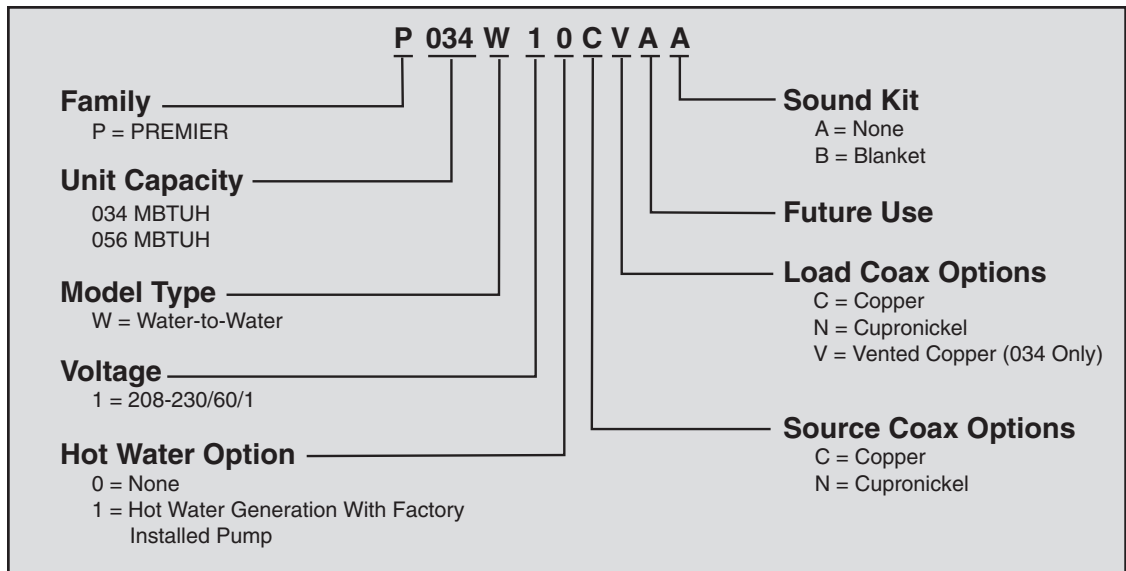 P 034 W 1 0 C V A A
Family
P = PREMIER
Unit Capacity
034 MBTUH
056 MBTUH
Model Type
W = Water-to-Water
Voltage
1 = 208-230/60/1
Hot Water Option
0 = None
1 = Hot Water Generation With Factory
Installed Pump
Sound Kit
A = None
B = Blanket
Future Use
Load Coax Options
C = Copper
N = Cupronickel
V = Vented Copper (034 Only)
Source Coax Options
C = Copper
N = Cupronickel